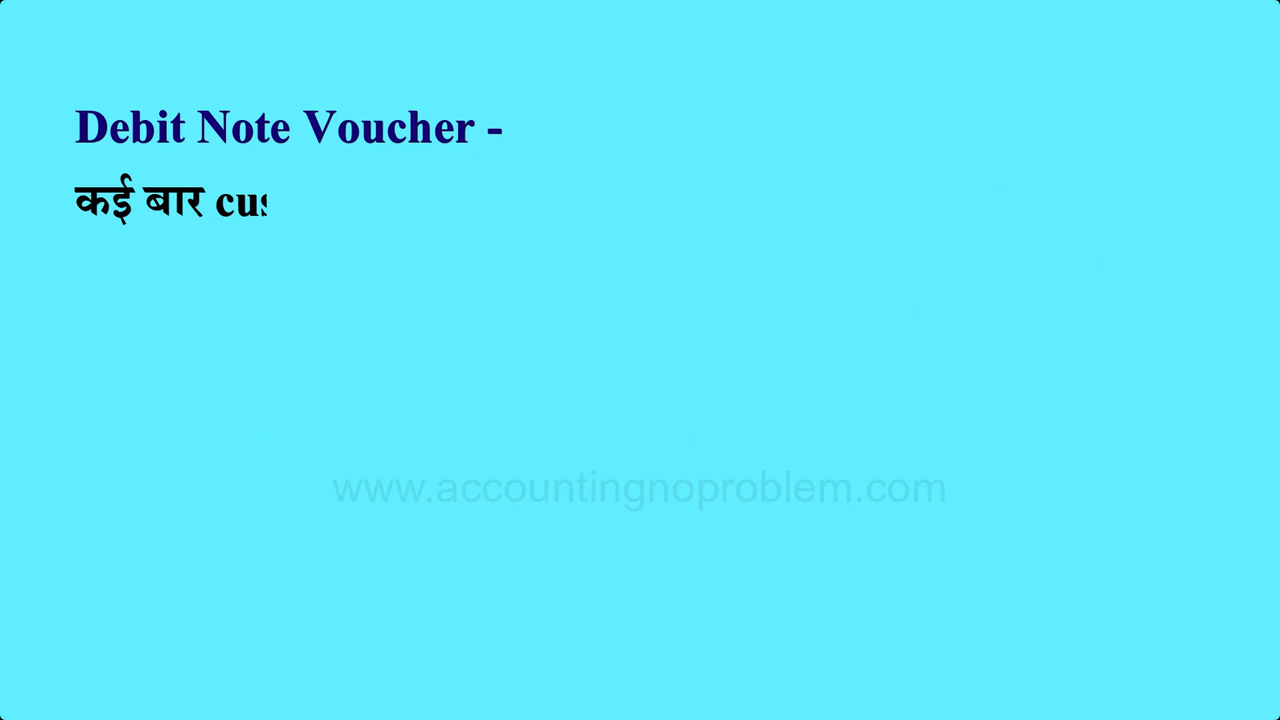 Debit Note Voucher -
कई बार
www.accountingnoproblem.com